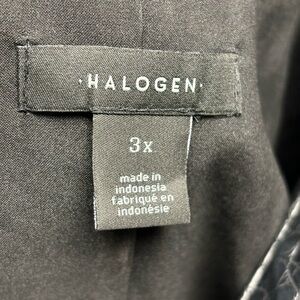 ·HALOGEN·
3x
made in
indonesia
fabriqué en
indonésie